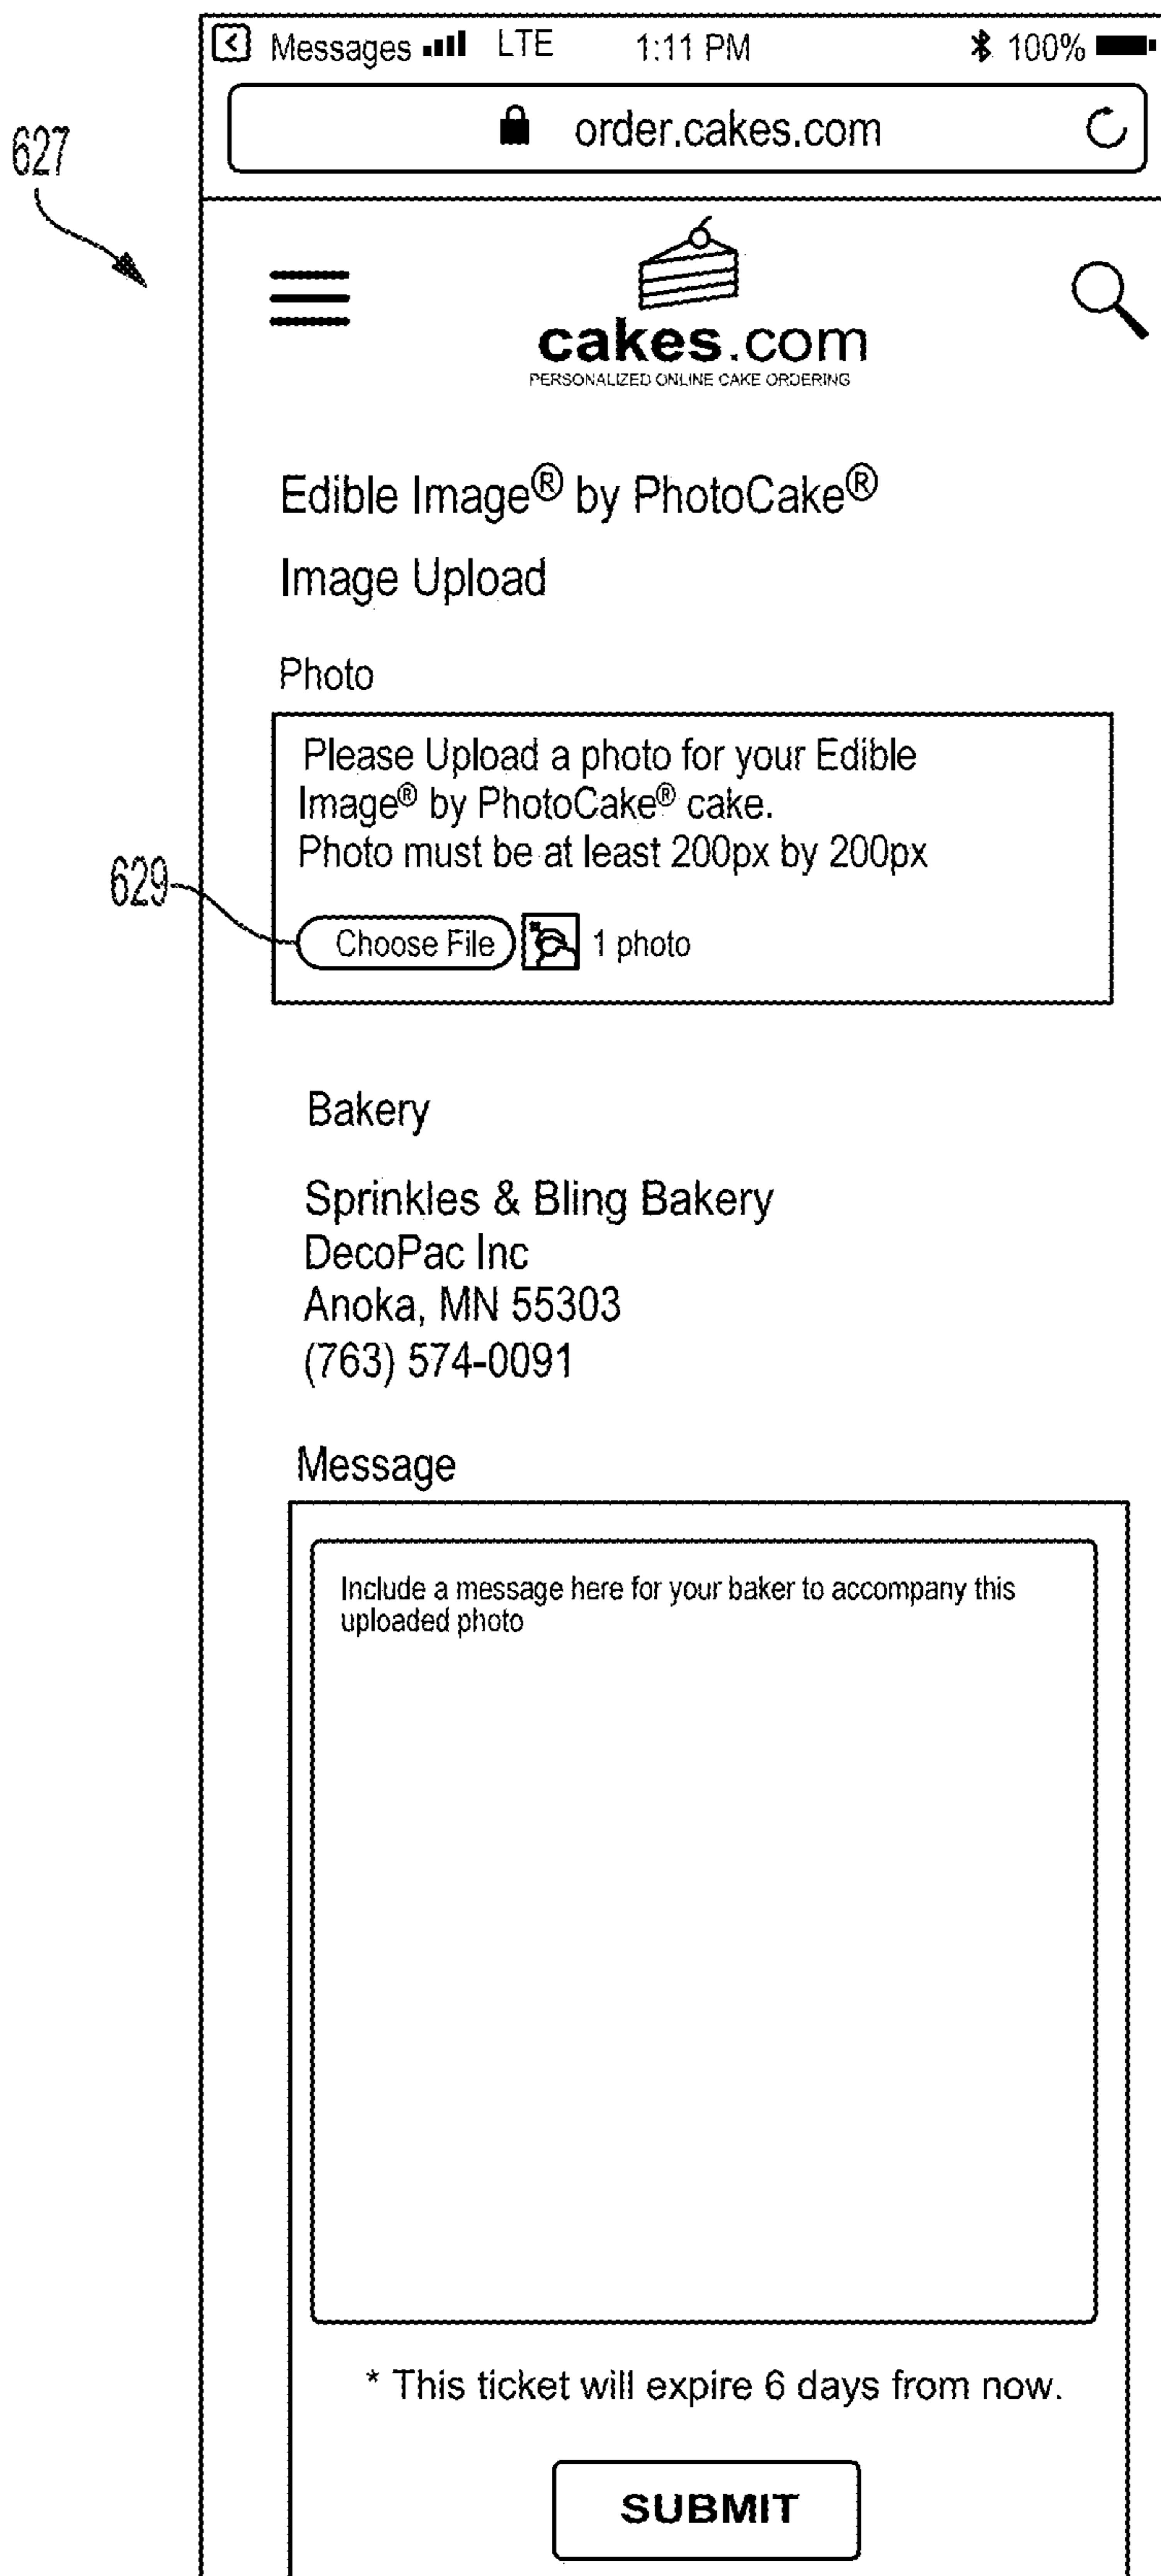 Messages LTE 1:11 PM 100%
order.cakes.com
627
cakes.com
PERSONALIZED ONLINE CAKE ORDERING
Edible Image® by PhotoCake®
Image Upload
Photo
Please Upload a photo for your Edible
Image® by PhotoCake® cake.
Photo must be at least 200px by 200px
629
Choose File 1 photo
Bakery
Sprinkles & Bling Bakery
DecoPac Inc
Anoka, MN 55303
(763) 574-0091
Message
Include a message here for your baker to accompany this
uploaded photo
* This ticket will expire 6 days from now.
SUBMIT